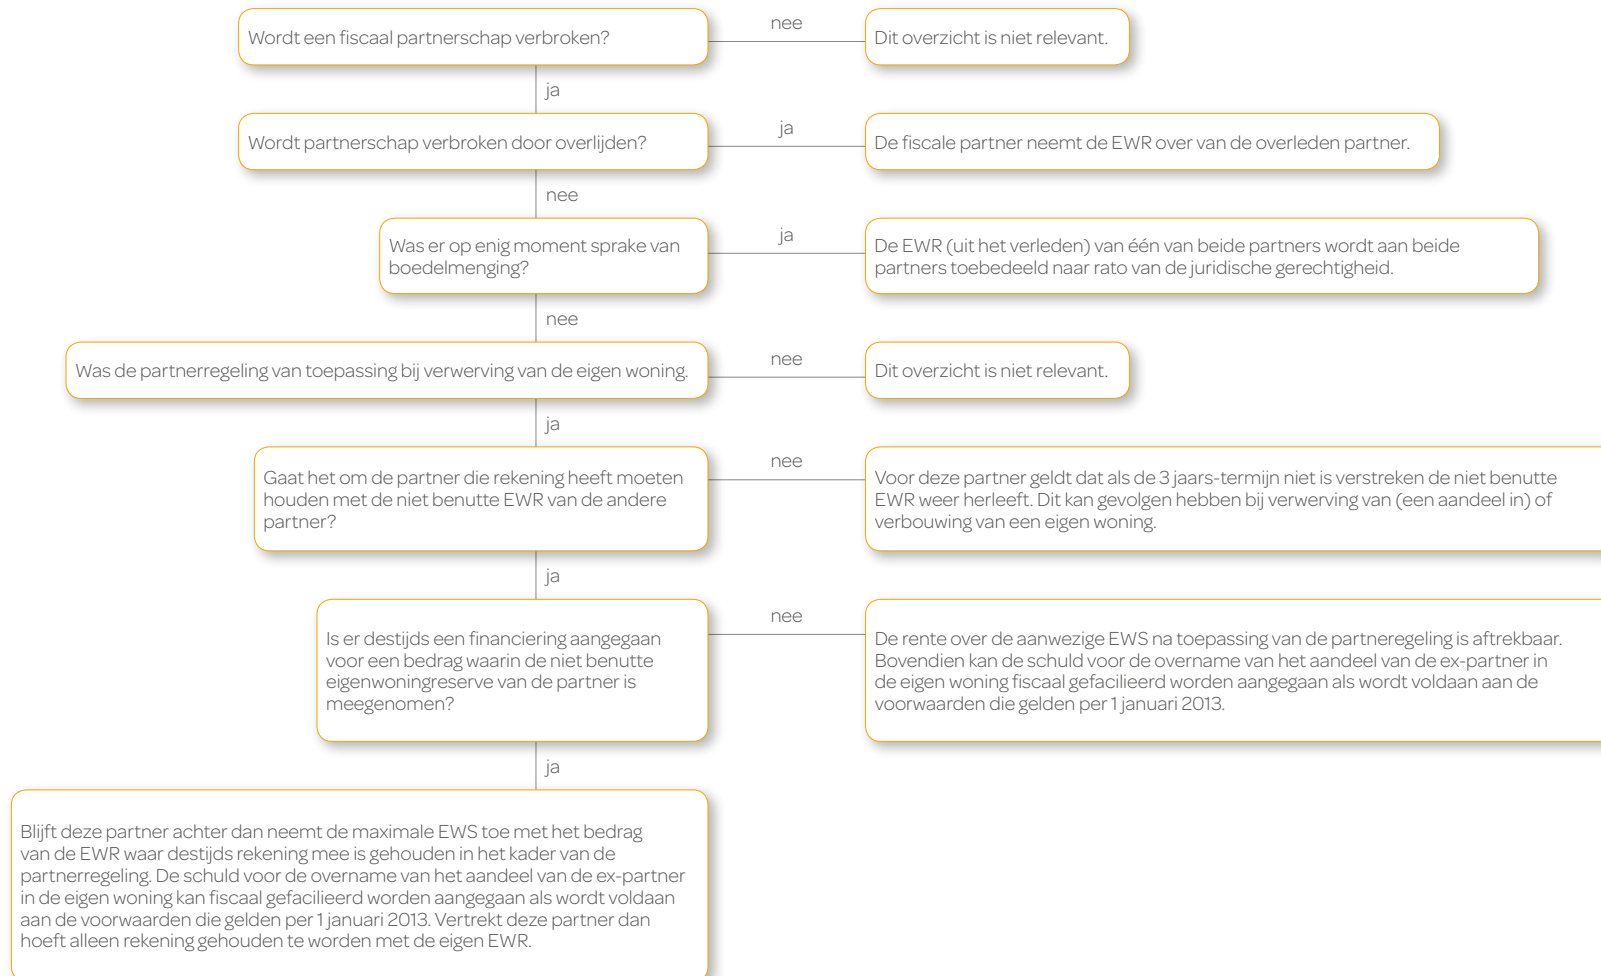 Wordt een fiscaal partnerschap verbroken?
nee
Dit overzicht is niet relevant.
ja
Wordt partnerschap verbroken door overlijden?
ja
De fiscale partner neemt de EWR over van de overleden partner.
nee
Was er op enig moment sprake van
boedelmenging?
ja
De EWR (uit het verleden) van één van beide partners wordt aan beide
partners toebedeeld naar rato van de juridische gerechtigheid.
nee
Was de partnerregeling van toepassing bij verwerving van de eigen woning.
nee
Dit overzicht is niet relevant.
ja
Gaat het om de partner die rekening heeft moeten
houden met de niet benutte EWR van de andere
partner?
nee
Voor deze partner geldt dat als de 3 jaars-termijn niet is verstreken de niet benutte
EWR weer herleeft. Dit kan gevolgen hebben bij verwerving van (een aandeel in) of
verbouwing van een eigen woning.
ja
Is er destijds een financiering aangegaan
voor een bedrag waarin de niet benutte
eigenwoningreserve van de partner is
meegenomen?
nee
De rente over de aanwezige EWS na toepassing van de partneregeling is aftrekbaar.
Bovendien kan de schuld voor de overname van het aandeel van de ex-partner in
de eigen woning fiscaal gefacilieerd worden aangegaan als wordt voldaan aan de
voorwaarden die gelden per 1 januari 2013.
ja
Blijft deze partner achter dan neemt de maximale EWS toe met het bedrag
van de EWR waar destijds rekening mee is gehouden in het kader van de
partnerregeling. De schuld voor de overname van het aandeel van de ex-partner
in de eigen woning kan fiscaal gefacilieerd worden aangegaan als wordt voldaan
aan de voorwaarden die gelden per 1 januari 2013. Vertrekt deze partner dan
hoeft alleen rekening gehouden te worden met de eigen EWR.